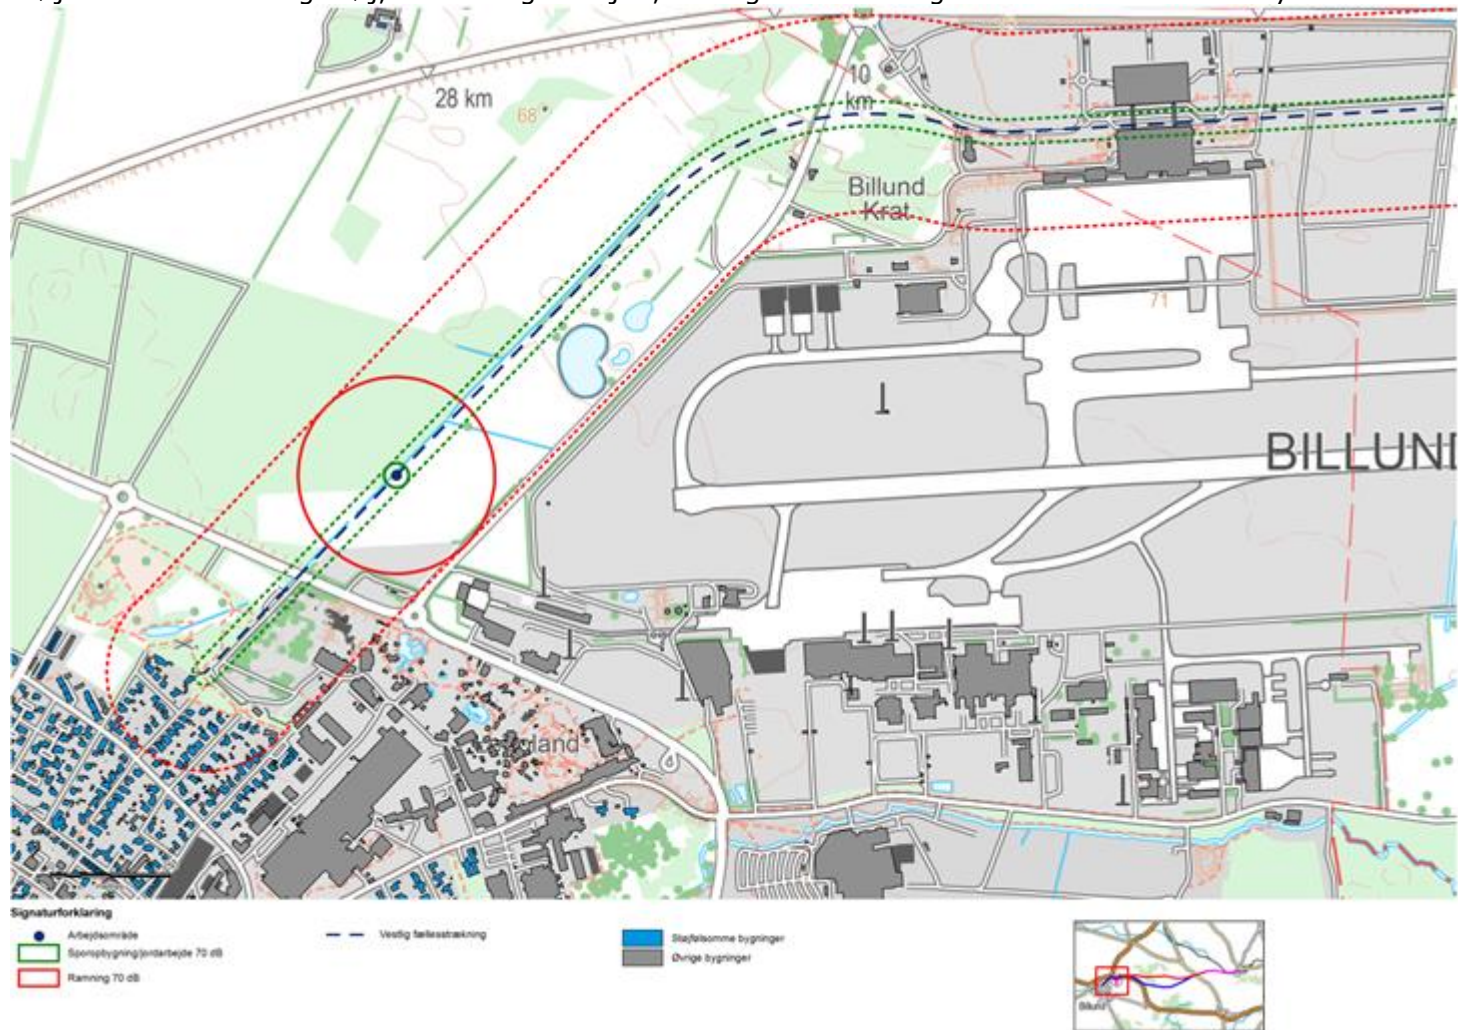 28 km
68
10
km
Billund
Krat
71
BILLUND
Signaturforklaring
Arbejdsområde
Sporopbygning/jordarbejde 70 dB
Ramning 70 dB
Vestlig fællesstrækning
Støjfølsomme bygninger
Øvrige bygninger
Billund